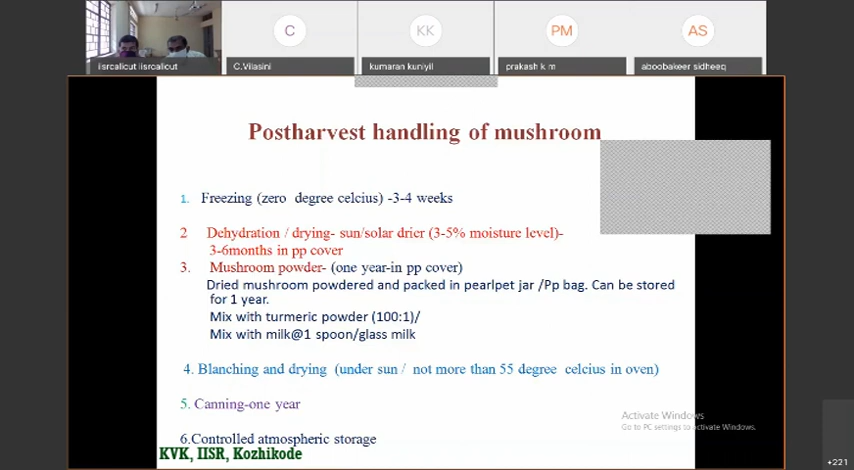 C
KK
PM
AS
iisrcalicut iisrcalicut
C.Vilasini
kumaran kuniyil
prakash k m
aboobakeer sidheeq
Postharvest handling of mushroom
1. Freezing (zero degree celcius) -3-4 weeks
2 Dehydration / drying- sun/solar drier (3-5% moisture level)-
3-6months in pp cover
3. Mushroom powder- (one year-in pp cover)
Dried mushroom powdered and packed in pearlpet jar /Pp bag. Can be stored
for 1 year.
Mix with turmeric powder (100:1)/
Mix with milk@1 spoon/glass milk
4. Blanching and drying (under sun / not more than 55 degree celcius in oven)
5. Canning-one year
6.Controlled atmospheric storage
KVK, IISR, Kozhikode
Activate Windows
Go to PC settings to activate Windows.
+221